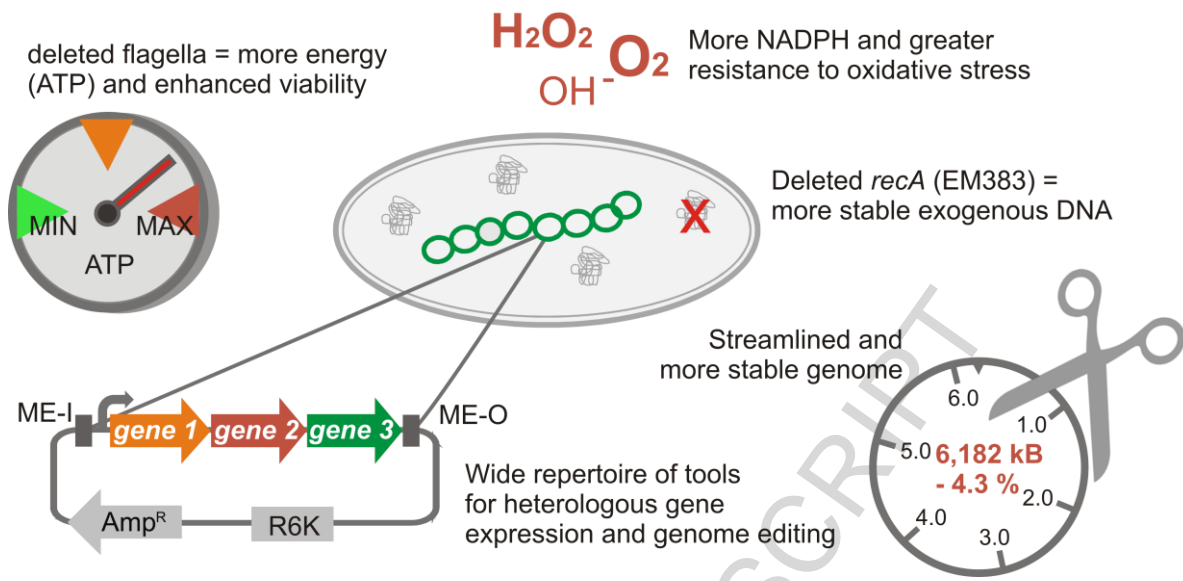 deleted flagella = more energy
(ATP) and enhanced viability
MIN
MAX
ATP
H₂O₂
O₂
OH⁻
More NADPH and greater
resistance to oxidative stress
X
Deleted recA (EM383) =
more stable exogenous DNA
Streamlined and
more stable genome
6.0
1.0
5.0
6,182 kB
- 4.3 %
2.0
4.0
3.0
ME-I
gene 1
gene 2
gene 3
ME-O
Ampᴿ
R6K
Wide repertoire of tools
for heterologous gene
expression and genome editing
SCRIPT